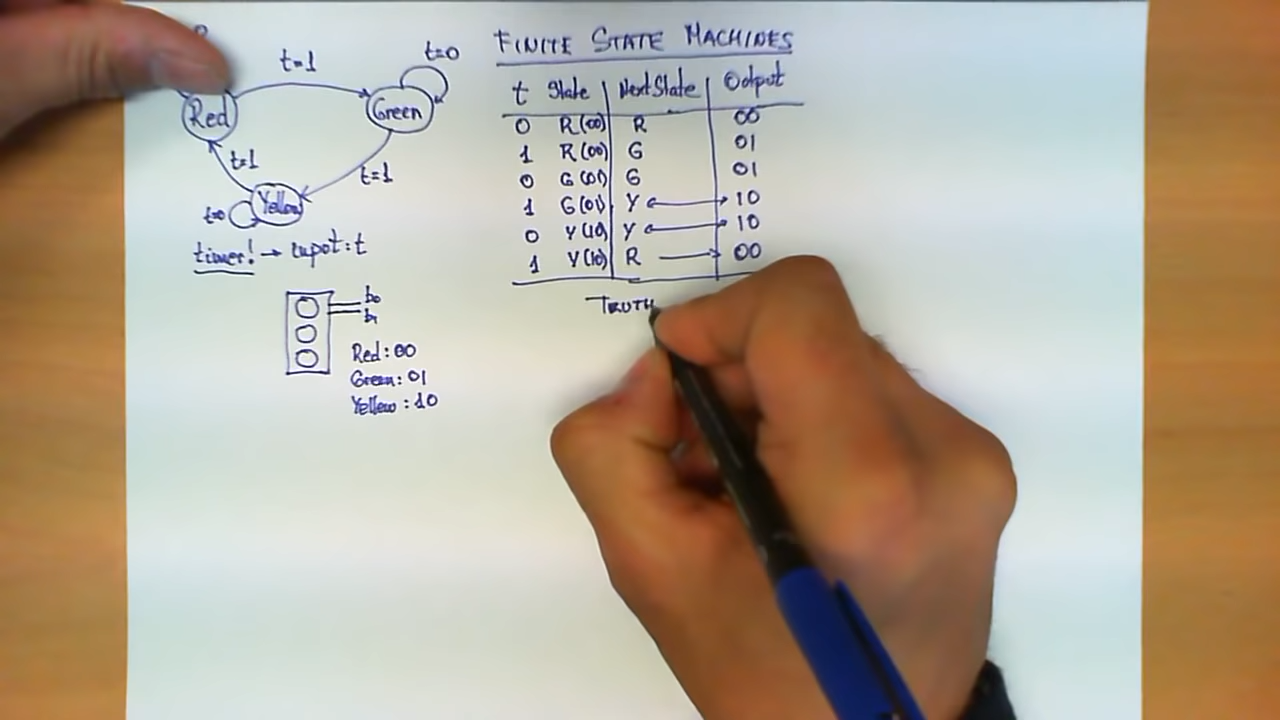 FINITE STATE MACHINES
t=1
t=0
Red
Green
t=1
t=1
t=0
Yellow
timer! → input: t
b0
b1
Red: 00
Green: 01
Yellow: 10
t State Next State Output
0 R(00) R 00
1 R(00) G 01
0 G(01) G 01
1 G(01) Y 10
0 Y(10) Y 10
1 Y(10) R 00
TRUTH